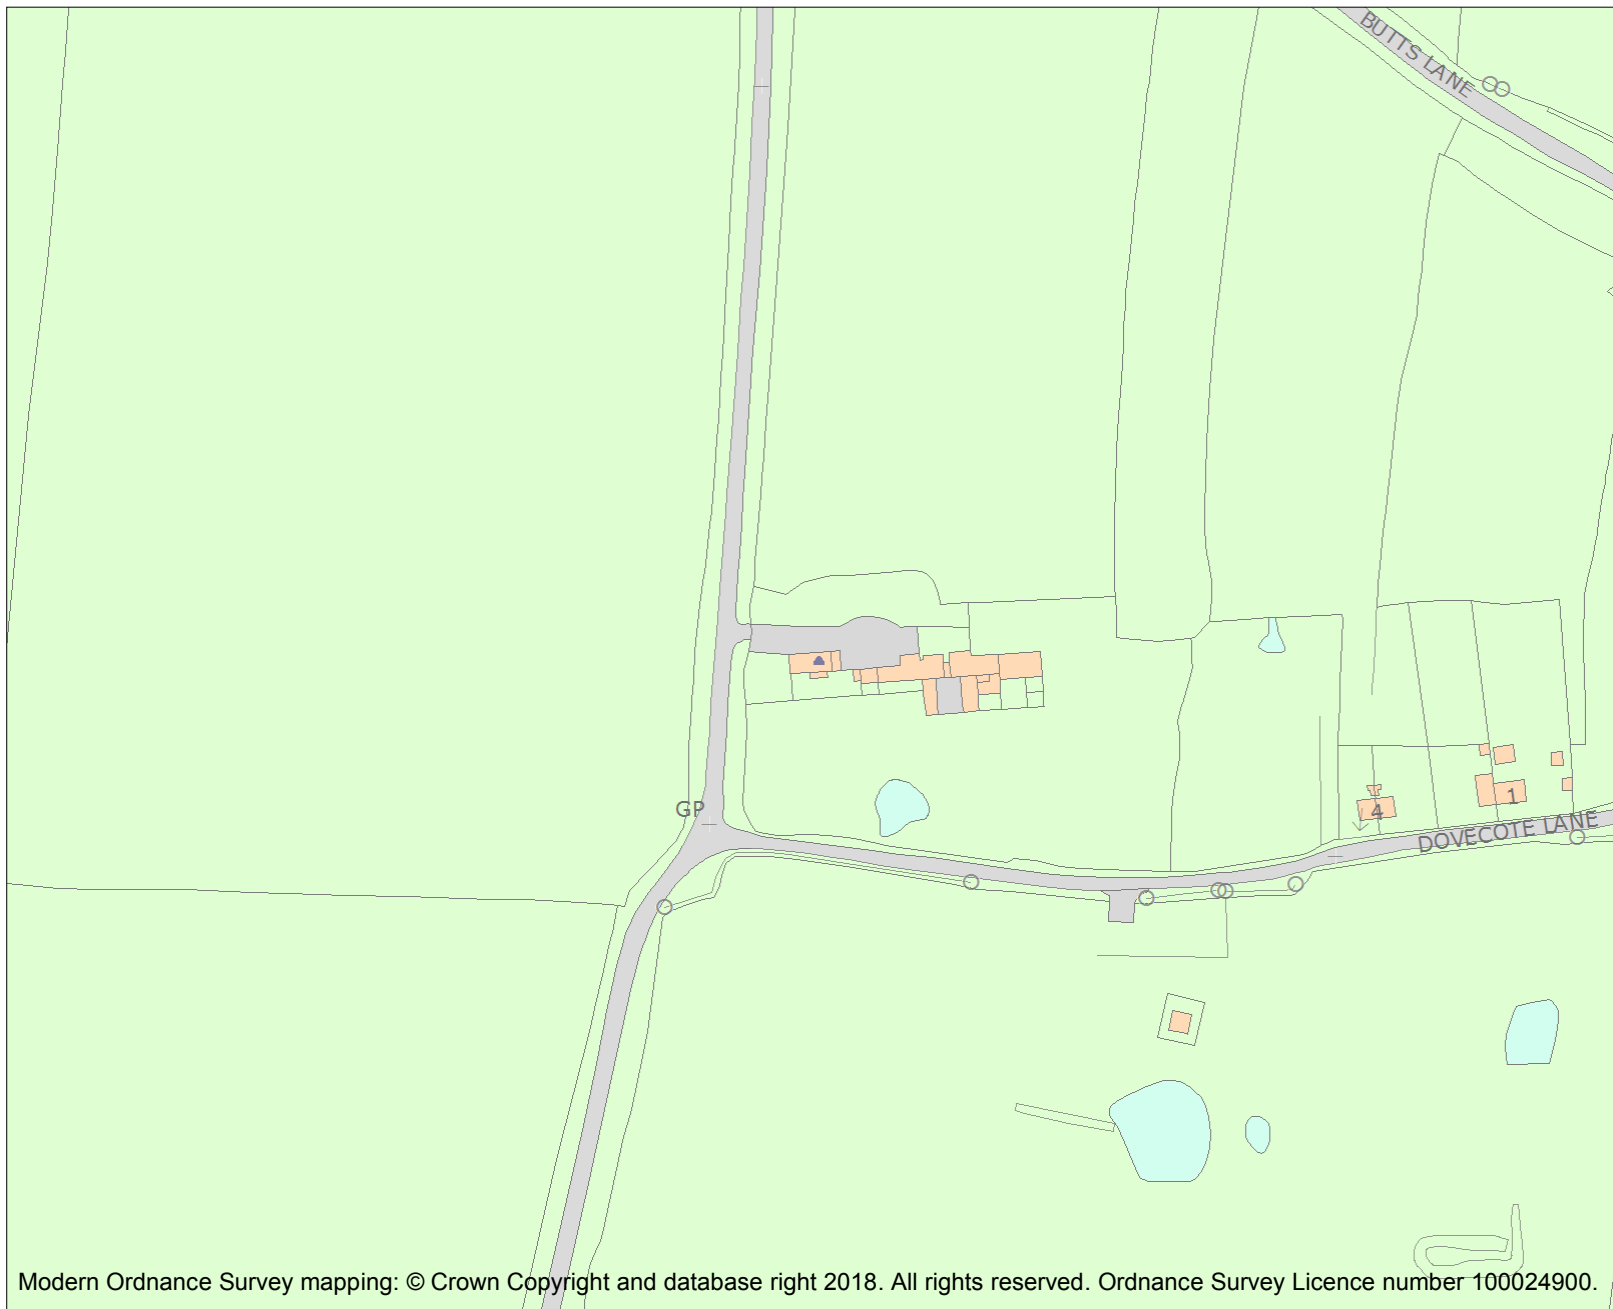 BUTTS LANE
GP
4
1
DOVECOTE LANE
Modern Ordnance Survey mapping: © Crown Copyright and database right 2018. All rights reserved. Ordnance Survey Licence number 100024900.